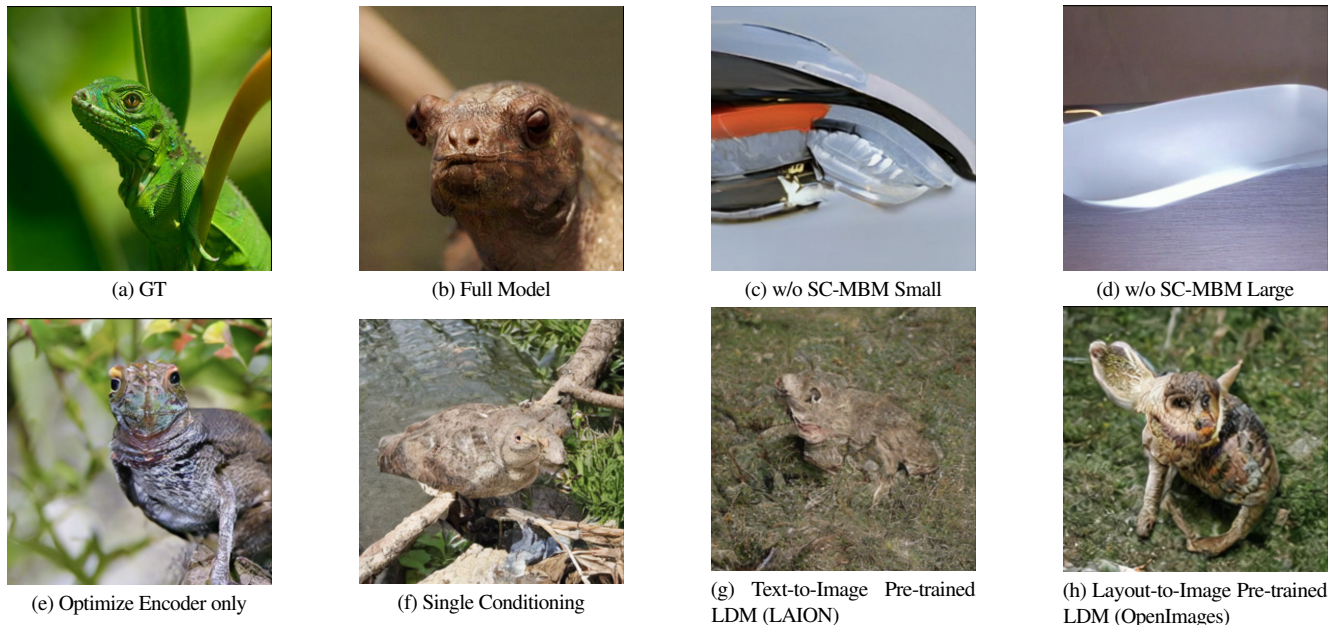 (a) GT
(b) Full Model
(c) w/o SC-MBM Small
(d) w/o SC-MBM Large
(e) Optimize Encoder only
(f) Single Conditioning
(g) Text-to-Image Pre-trained
LDM (LAION)
(h) Layout-to-Image Pre-trained
LDM (OpenImages)